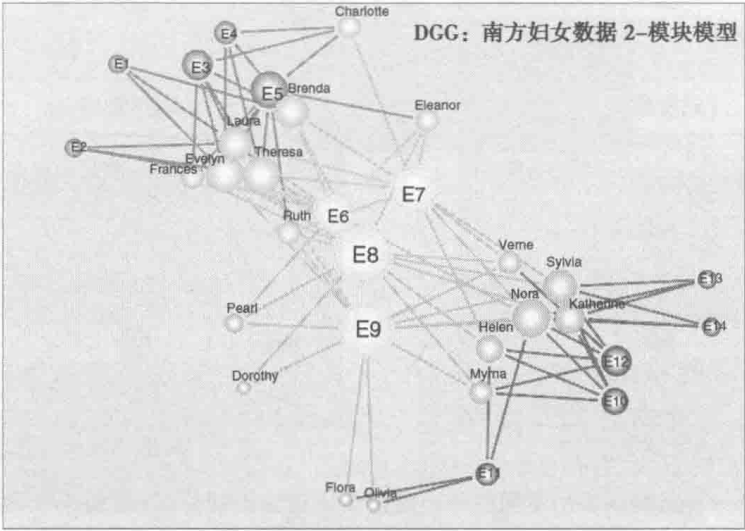 Charlotte
E4
DGG：南方妇女数据2-模块模型
E1
E3
E5
Brenda
Eleanor
Laura
E2
Evelyn
Theresa
Frances
E7
Ruth
E6
E8
Verne
Sylvia
E13
Pearl
Nora
Katherine
E9
Helen
E14
E12
Dorothy
Myrna
E10
E11
Flora
Olivia